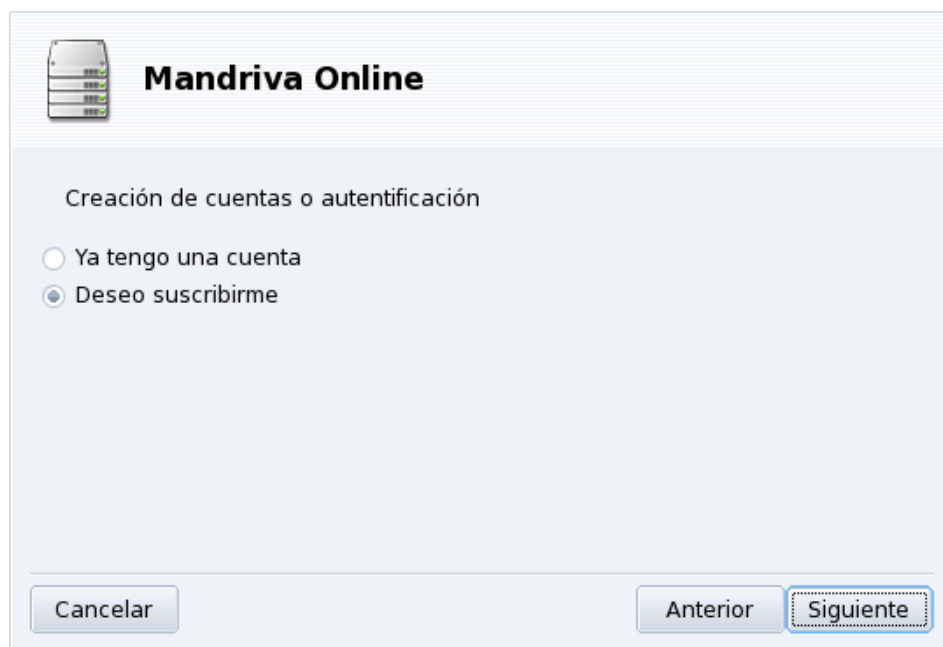 Mandriva Online
Creación de cuentas o autentificación
Ya tengo una cuenta
Deseo suscribirme
Cancelar Anterior Siguiente